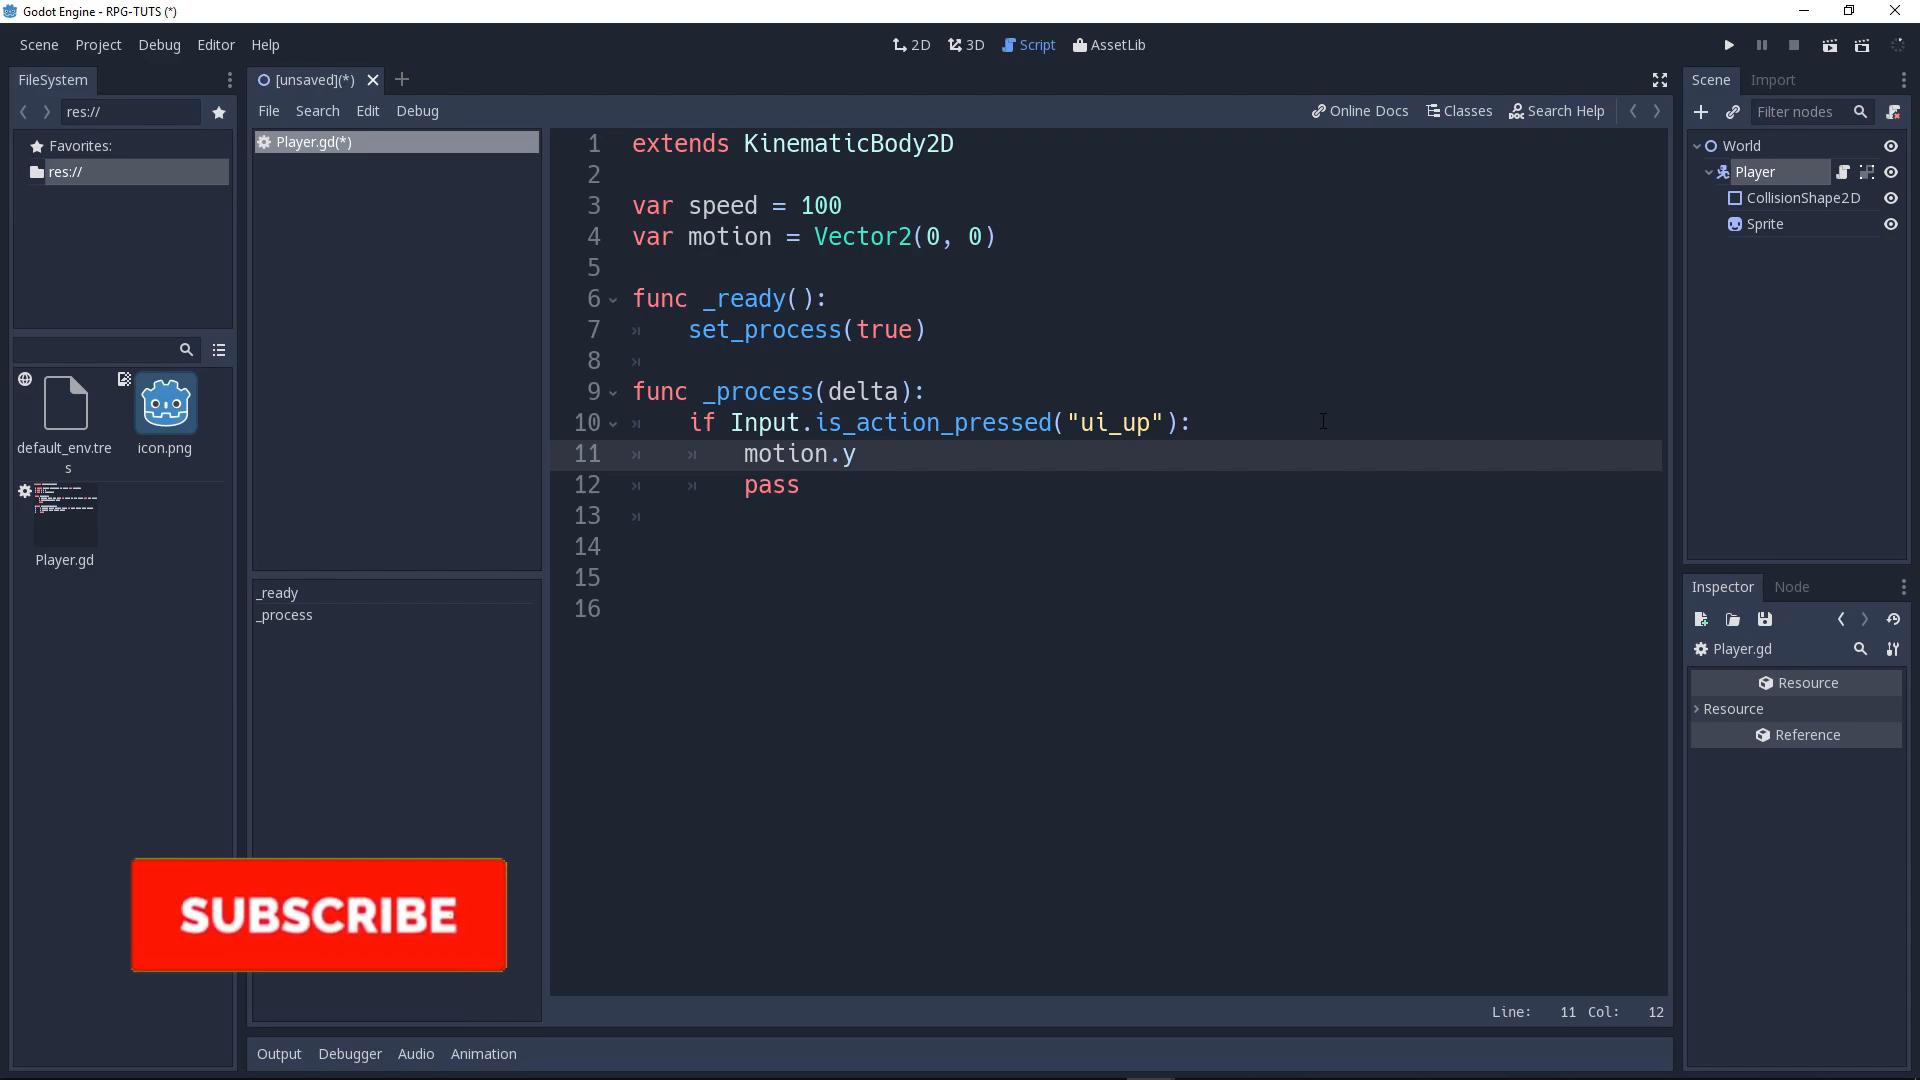 Godot Engine - RPG-TUTS (*)
Scene Project Debug Editor Help
2D 3D Script AssetLib
FileSystem
res://
Favorites:
res://
default_env.tres
icon.png
Player.gd
[unsaved](*)
File Search Edit Debug
Online Docs Classes Search Help
Player.gd(*)
_ready
_process
1 extends KinematicBody2D
2
3 var speed = 100
4 var motion = Vector2(0, 0)
5
6 func _ready():
7 set_process(true)
8
9 func _process(delta):
10 if Input.is_action_pressed("ui_up"):
11 motion.y
12 pass
13
14
15
16
Line: 11 Col: 12
Output Debugger Audio Animation
Scene Import
Filter nodes
World
Player
CollisionShape2D
Sprite
Inspector Node
Player.gd
Resource
Resource
Reference
SUBSCRIBE